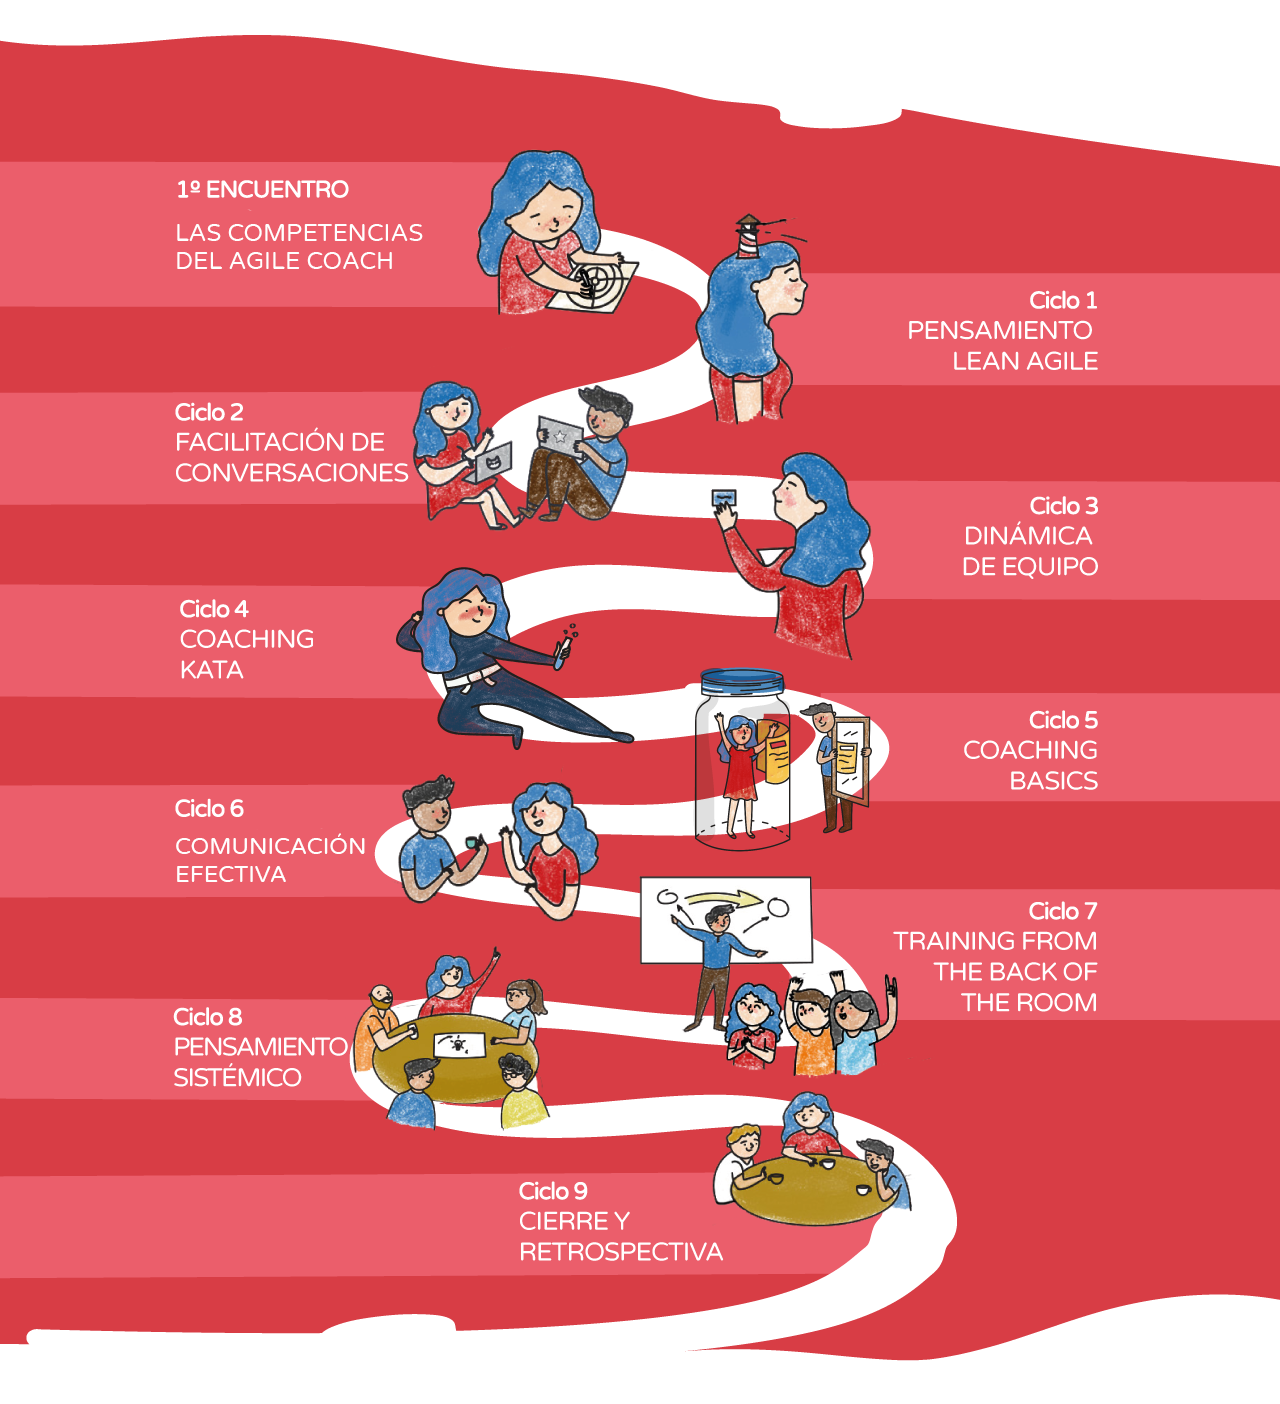 1º ENCUENTRO
LAS COMPETENCIAS
DEL AGILE COACH
Ciclo 1
PENSAMIENTO
LEAN AGILE
Ciclo 2
FACILITACIÓN DE
CONVERSACIONES
Ciclo 3
DINÁMICA
DE EQUIPO
Ciclo 4
COACHING
KATA
Ciclo 5
COACHING
BASICS
Ciclo 6
COMUNICACIÓN
EFECTIVA
Ciclo 7
TRAINING FROM
THE BACK OF
THE ROOM
Ciclo 8
PENSAMIENTO
SISTÉMICO
Ciclo 9
CIERRE Y
RETROSPECTIVA